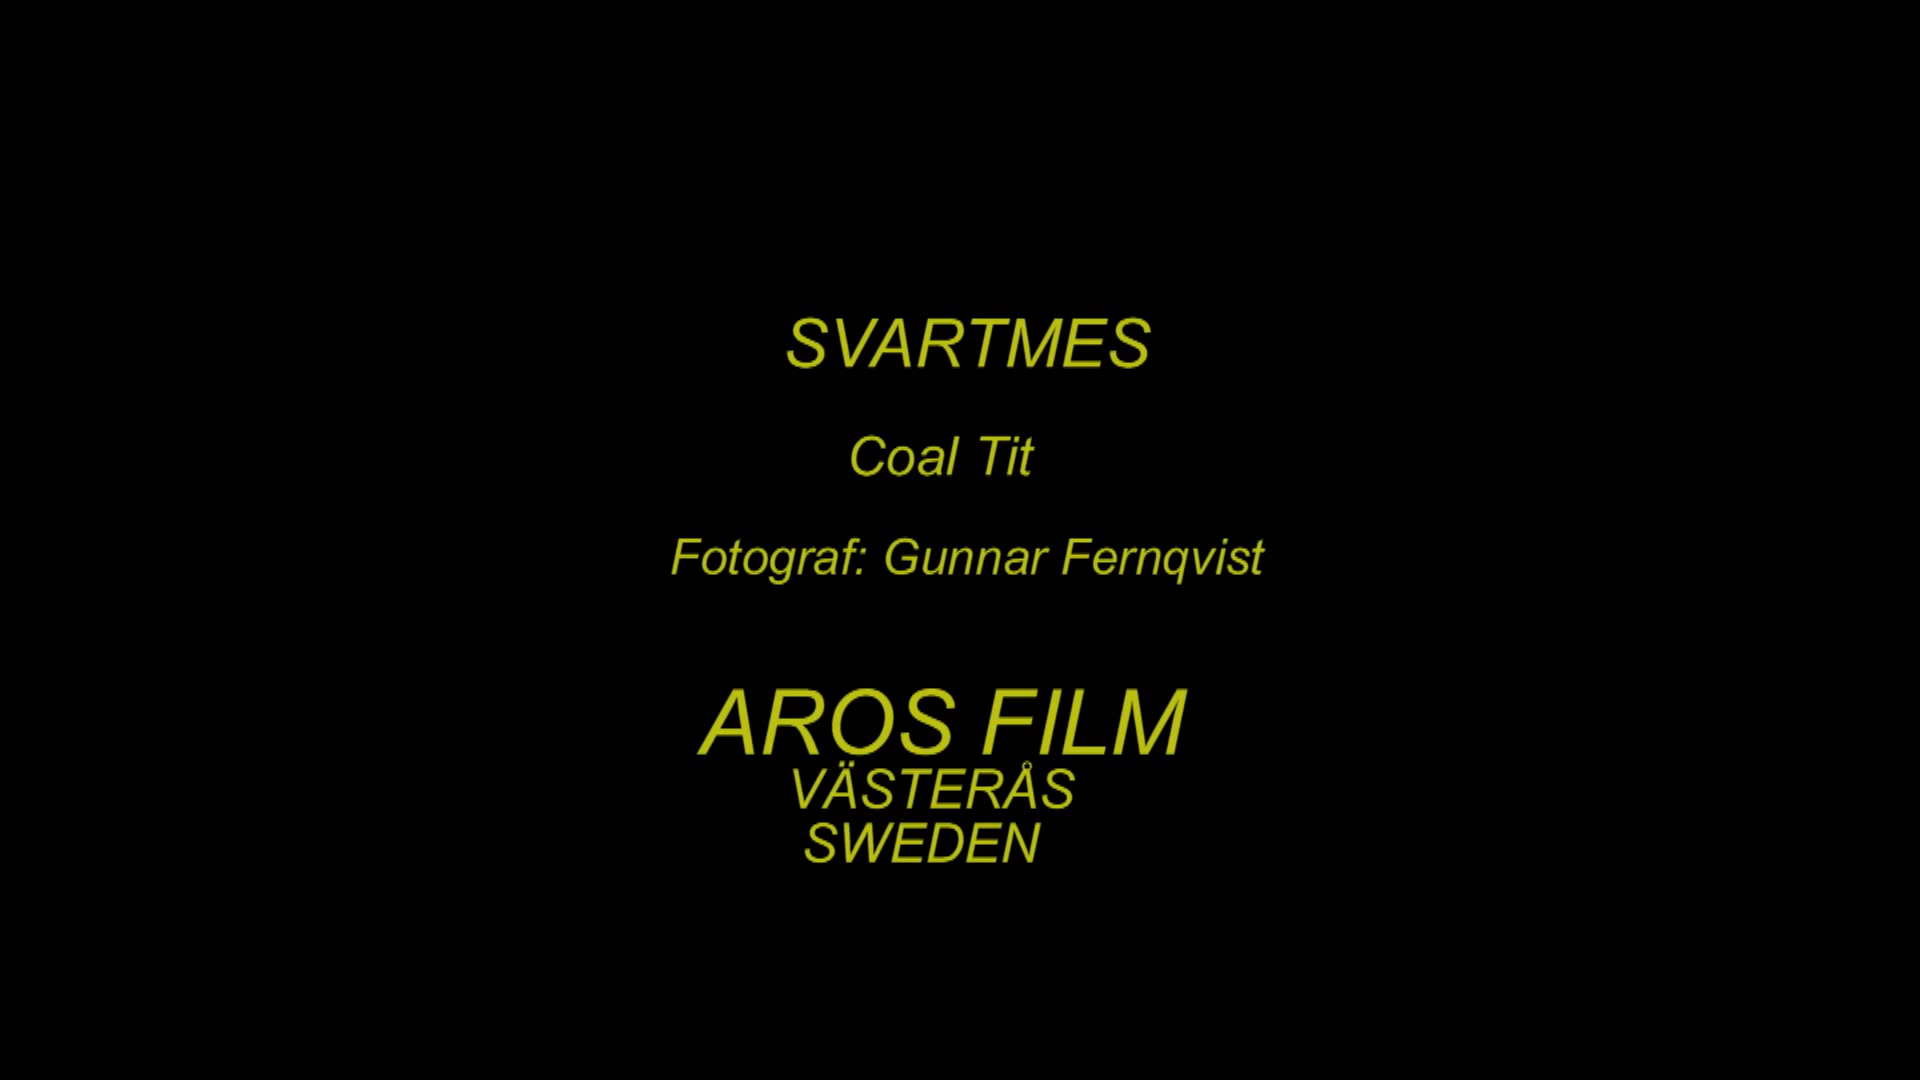 SVARTMES
Coal Tit
Fotograf: Gunnar Fernqvist
AROS FILM
VÄSTERÅS
SWEDEN